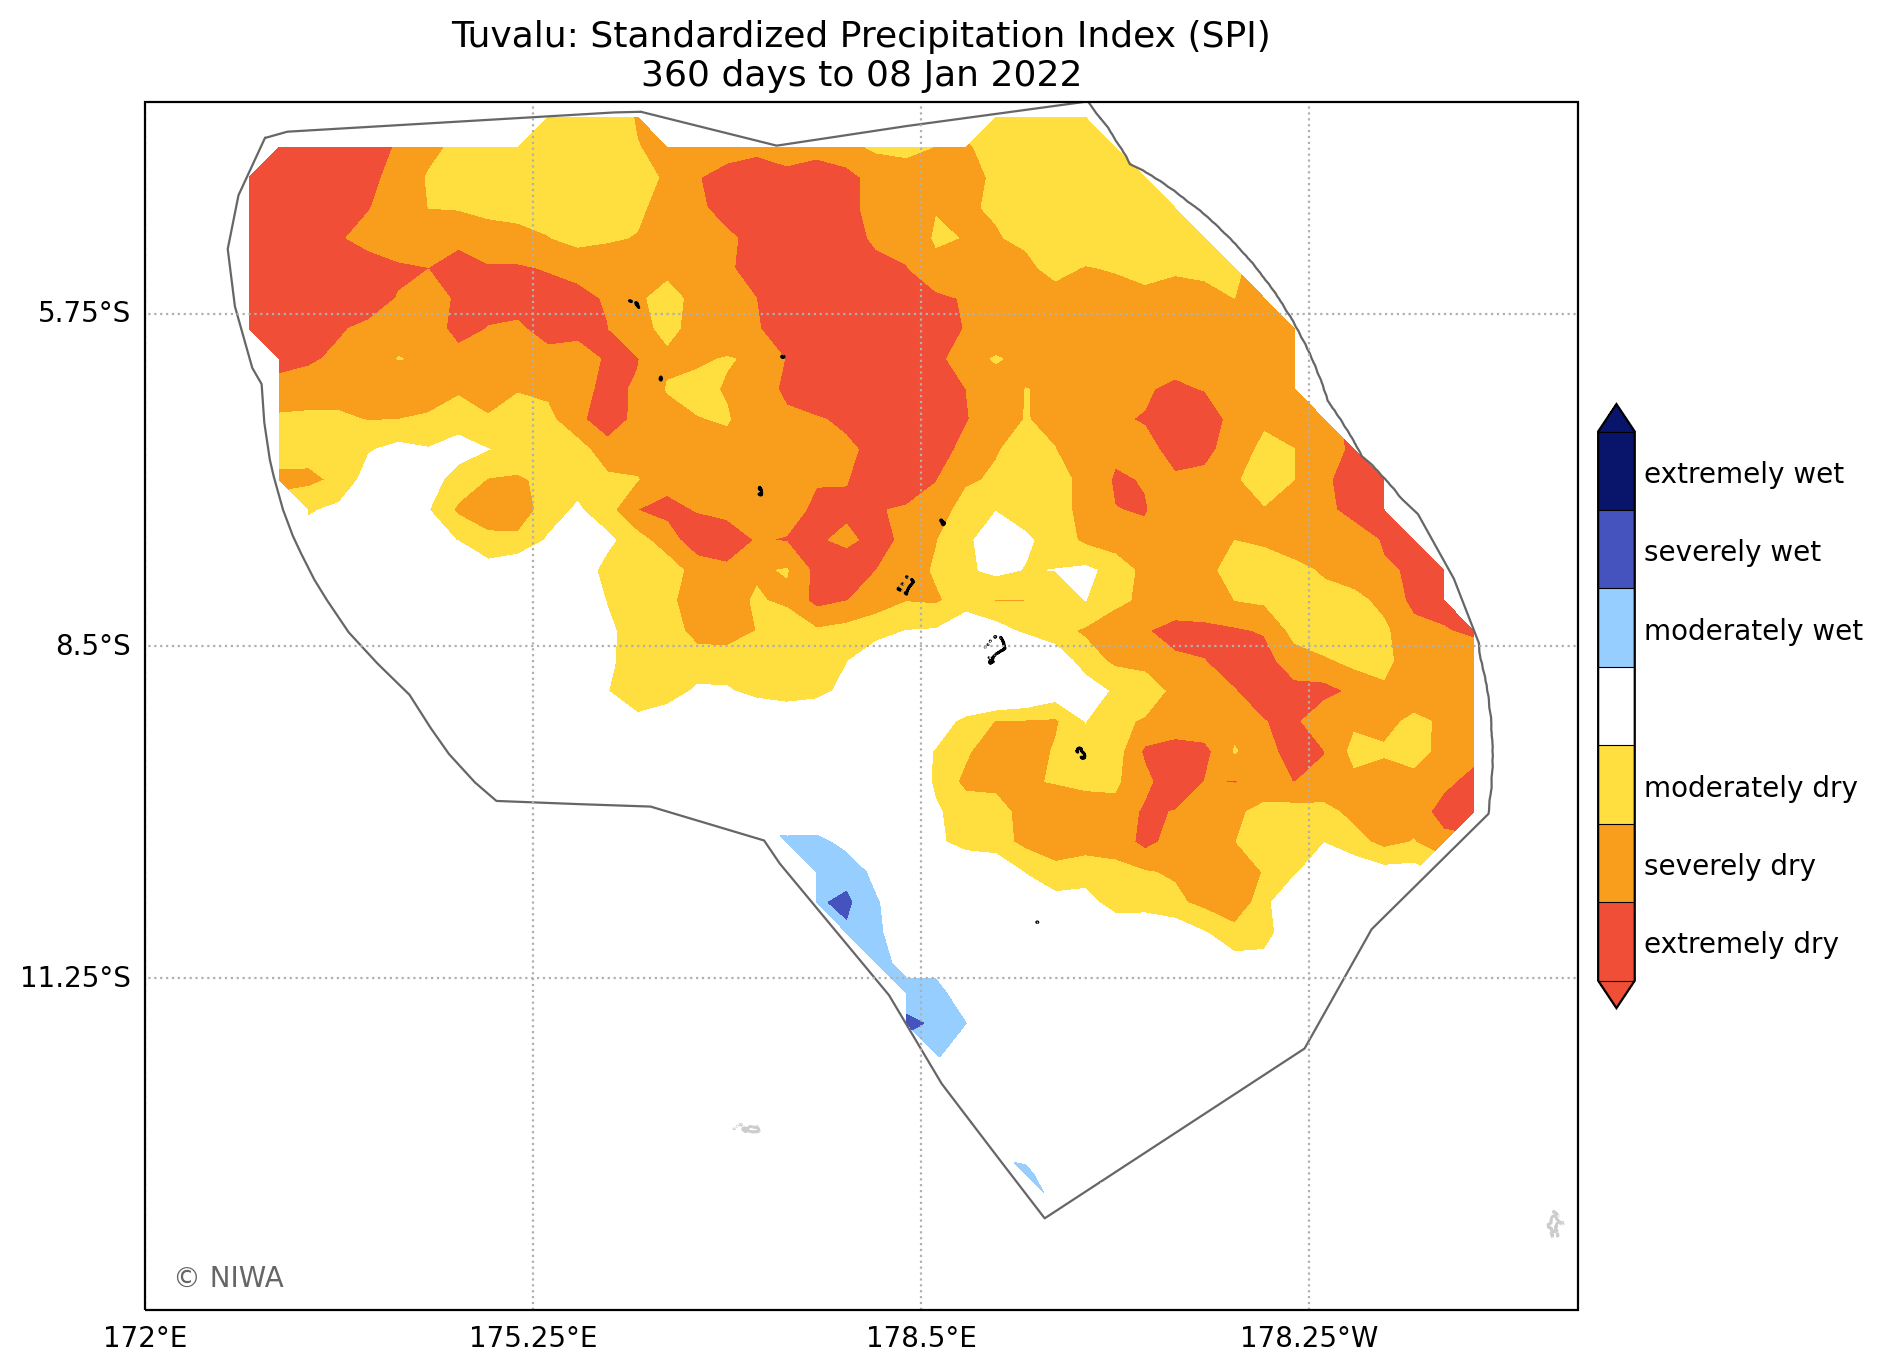 Tuvalu: Standardized Precipitation Index (SPI)
360 days to 08 Jan 2022
5.75°S
8.5°S
11.25°S
172°E
175.25°E
178.5°E
178.25°W
extremely wet
severely wet
moderately wet
moderately dry
severely dry
extremely dry
© NIWA